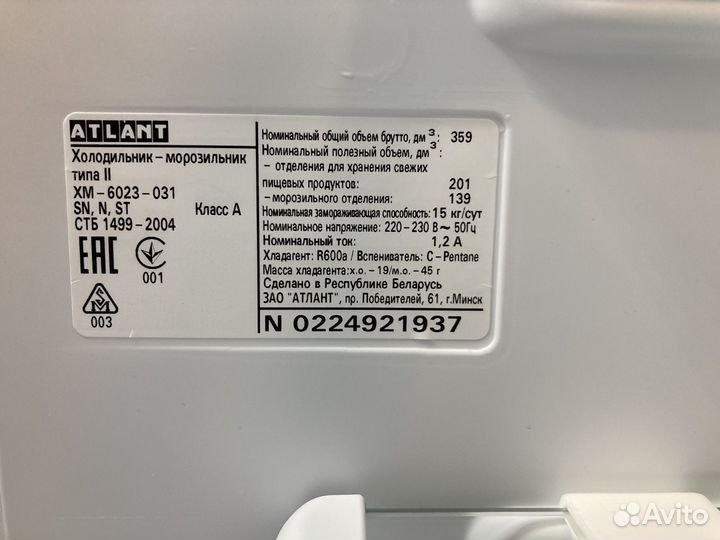 ATLANT
Холодильник – морозильник
типа II
ХМ – 6023 – 031
SN, N, ST Класс А
СТБ 1499 – 2004
EAC
001
003
Номинальный общий объем брутто, дм³: 359
Номинальный полезный объем, дм³:
– отделения для хранения свежих
пищевых продуктов: 201
– морозильного отделения: 139
Номинальная замораживающая способность: 15 кг/сут
Номинальное напряжение: 220 – 230 В ~ 50Гц
Номинальный ток: 1,2 А
Хладагент: R600a / Вспениватель: C – Pentane
Масса хладагента: х.о. – 19/м.о. – 45 г
Сделано в Республике Беларусь
ЗАО "АТЛАНТ", пр. Победителей, 61, г.Минск
N 0224921937
Avito